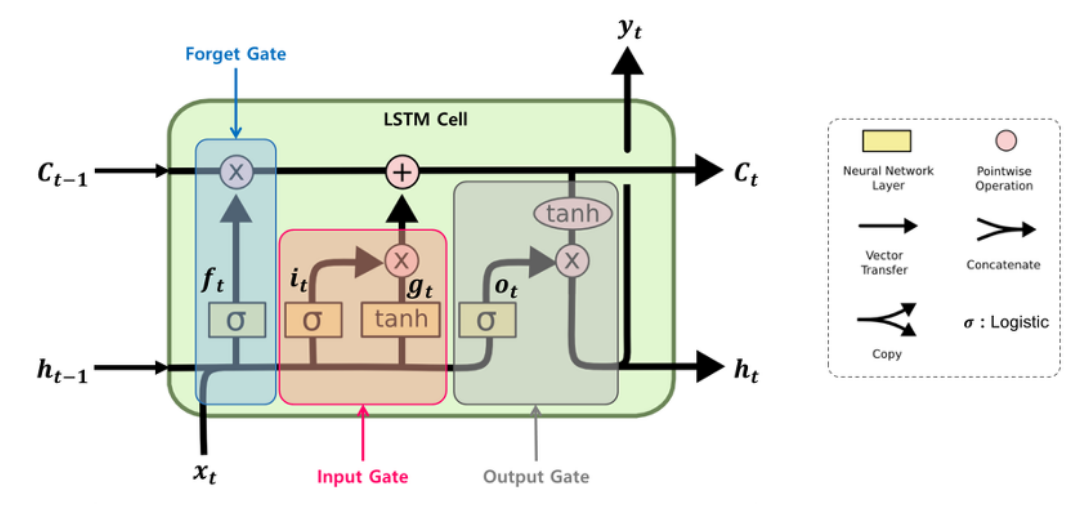 y_t
Forget Gate
LSTM Cell
C_{t-1}
x
+
C_t
tanh
x
x
f_t
i_t
g_t
o_t
σ
σ
tanh
σ
h_{t-1}
h_t
x_t
Input Gate
Output Gate
Neural Network
Layer
Pointwise
Operation
Vector
Transfer
Concatenate
Copy
σ : Logistic